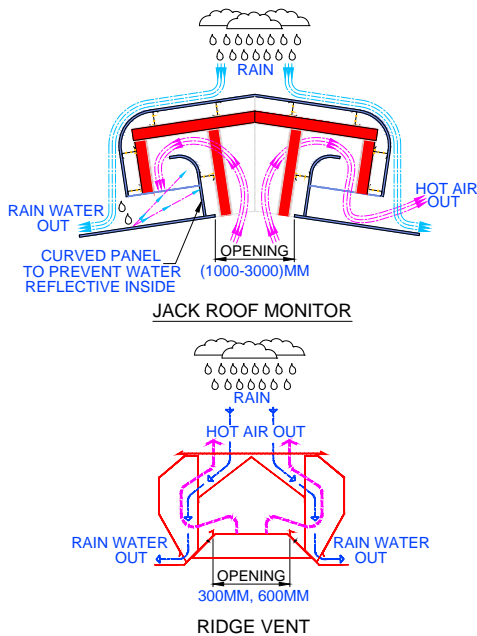 RAIN
HOT AIR
OUT
RAIN WATER
OUT
CURVED PANEL
TO PREVENT WATER
REFLECTIVE INSIDE
OPENING
(1000-3000)MM
JACK ROOF MONITOR
RAIN
HOT AIR OUT
RAIN WATER
OUT
RAIN WATER
OUT
OPENING
300MM, 600MM
RIDGE VENT